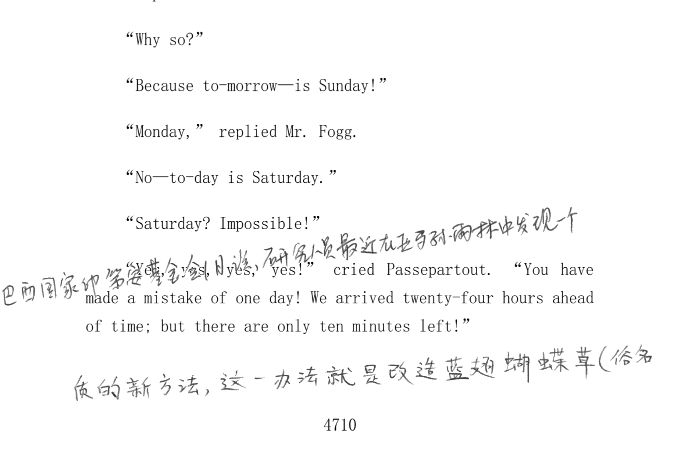 “Why so?”
“Because to-morrow—is Sunday!”
“Monday,” replied Mr. Fogg.
“No—to-day is Saturday.”
“Saturday? Impossible!”
巴西国家印第安基金会日说,研究人员最近在亚马孙雨林中发现一个
“Yes, yes, yes, yes!” cried Passepartout. “You have
made a mistake of one day! We arrived twenty-four hours ahead
of time; but there are only ten minutes left!”
质的新方法,这一办法就是改造蓝翅蝴蝶草(俗名
4710